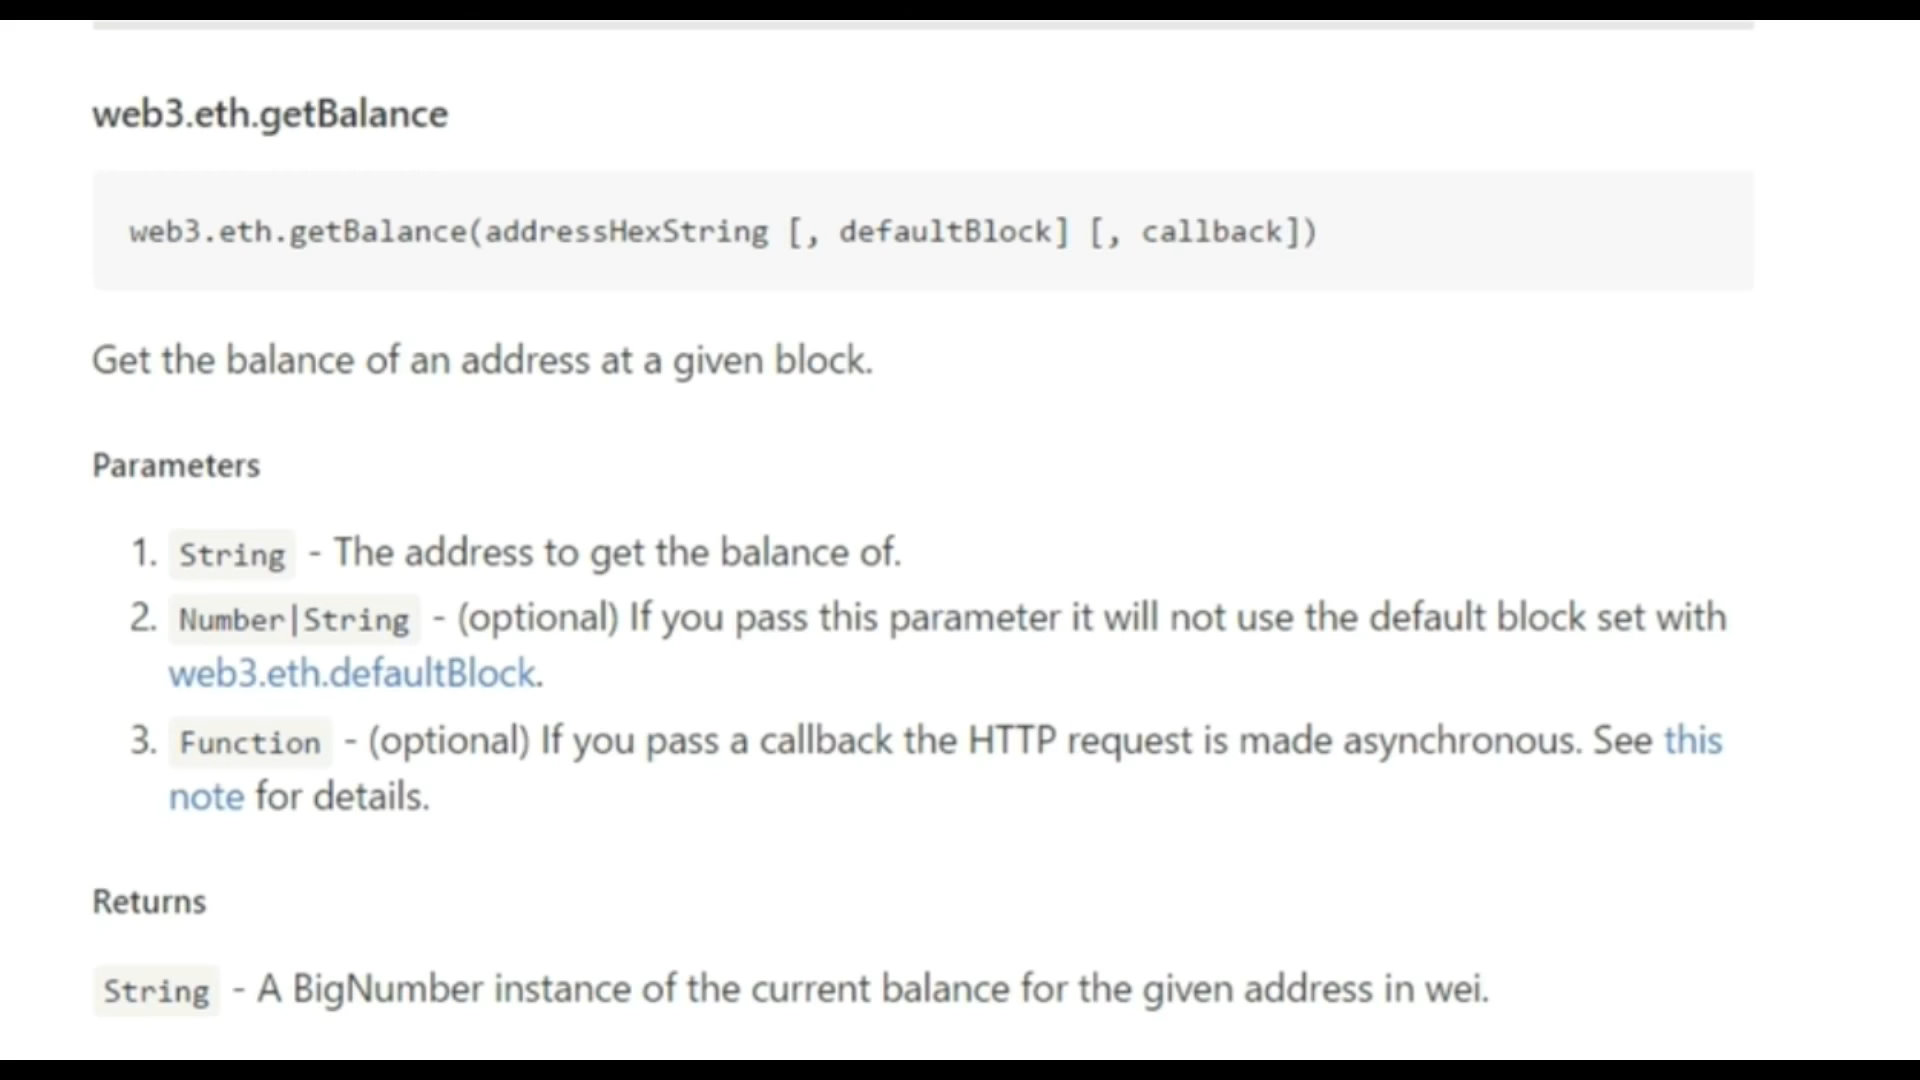 web3.eth.getBalance
web3.eth.getBalance(addressHexString [, defaultBlock] [, callback])
Get the balance of an address at a given block.
Parameters
1. String - The address to get the balance of.
2. Number|String - (optional) If you pass this parameter it will not use the default block set with
web3.eth.defaultBlock.
3. Function - (optional) If you pass a callback the HTTP request is made asynchronous. See this
note for details.
Returns
String - A BigNumber instance of the current balance for the given address in wei.